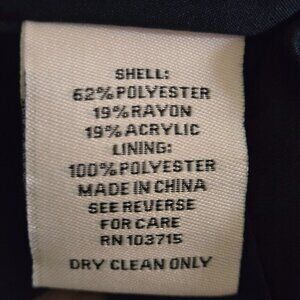 SHELL:
62% POLYESTER
19% RAYON
19% ACRYLIC
LINING:
100% POLYESTER
MADE IN CHINA
SEE REVERSE
FOR CARE
RN 103715
DRY CLEAN ONLY